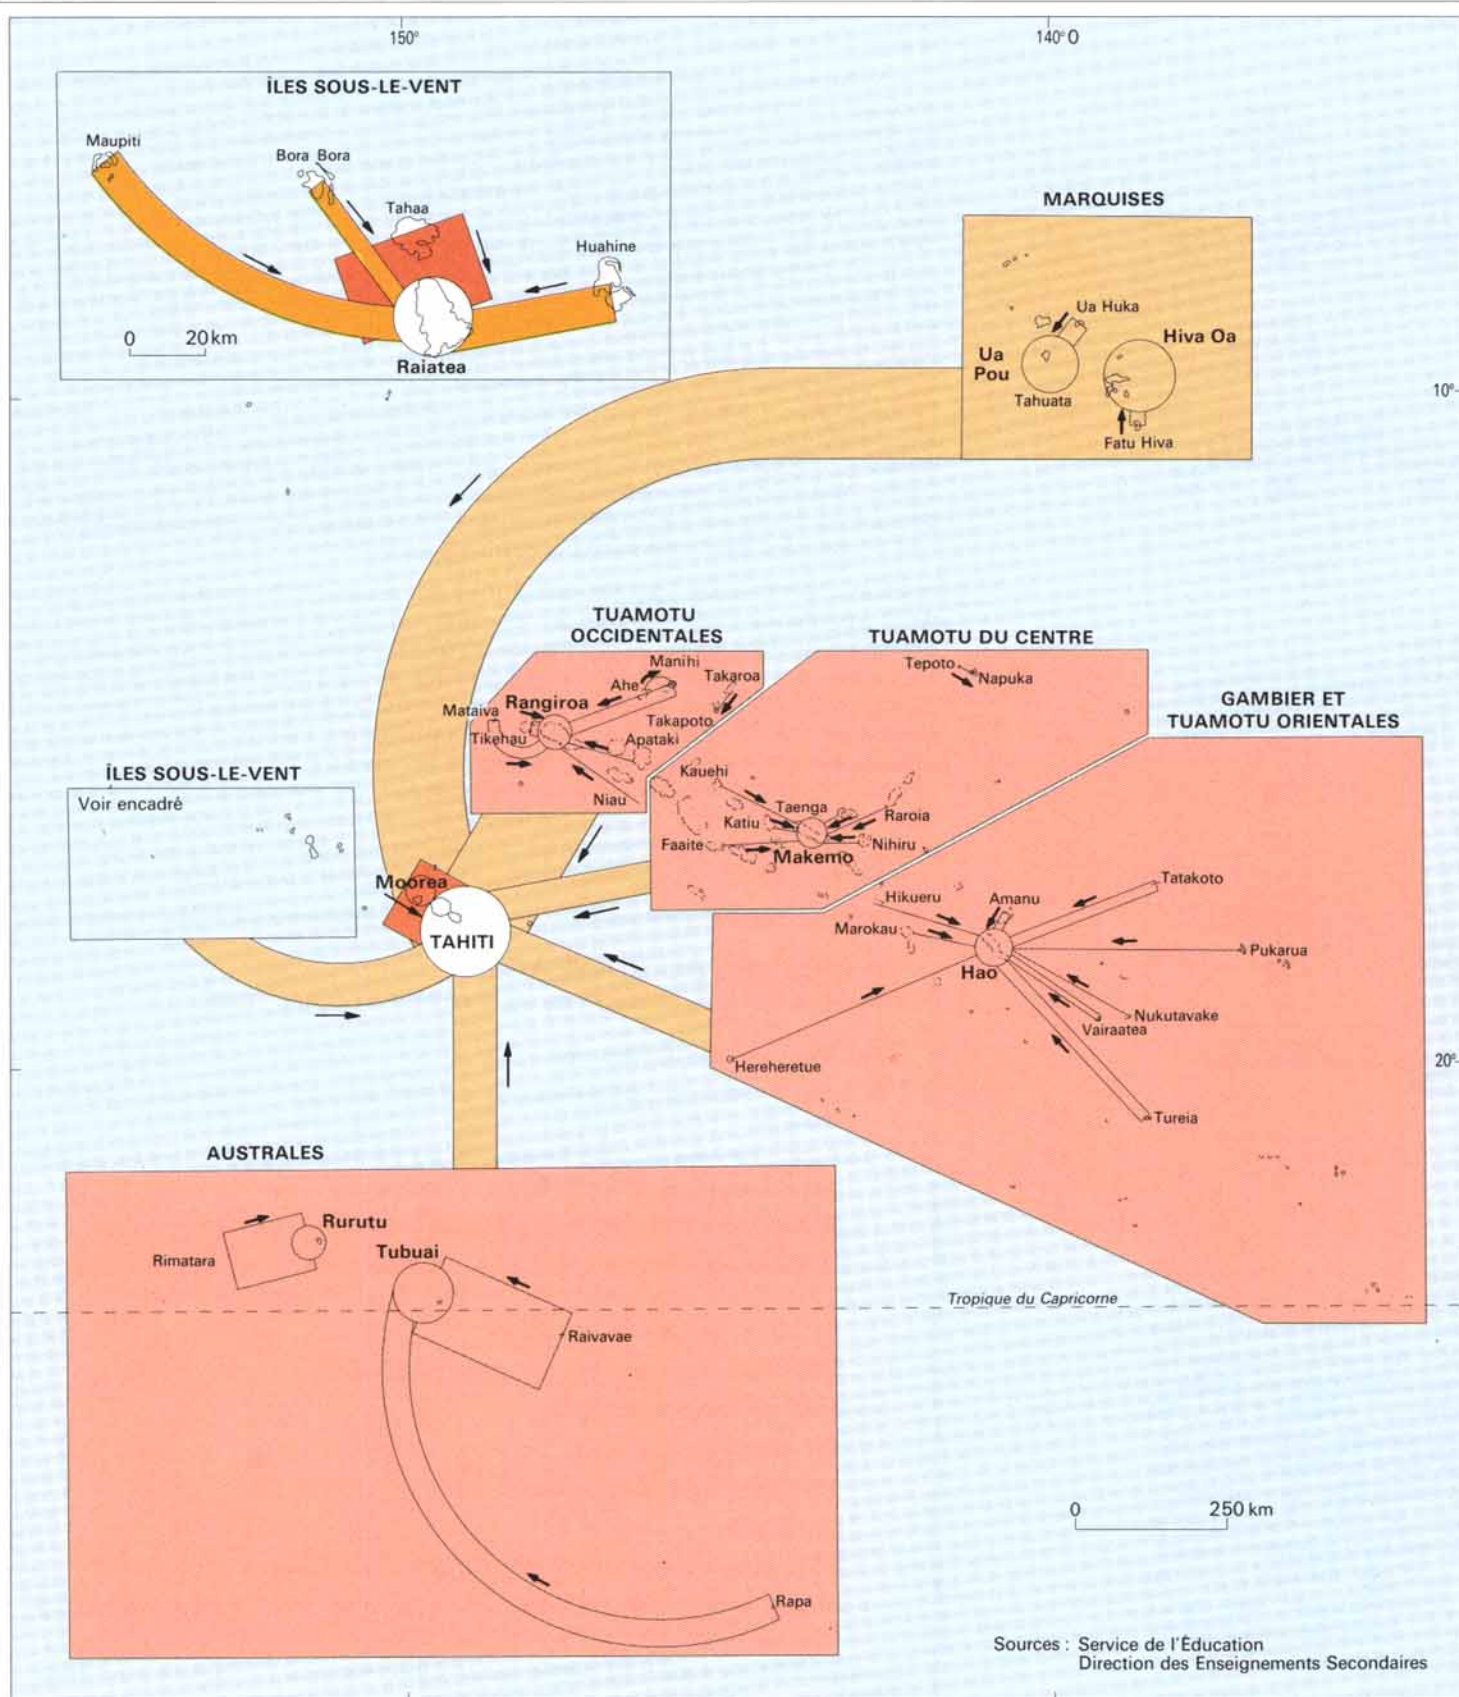 150°
140° O
ÎLES SOUS-LE-VENT
Maupiti
Bora Bora
Tahaa
Huahine
0 20 km
Raiatea
MARQUISES
Ua Huka
Hiva Oa
Ua
Pou
Tahuata
Fatu Hiva
10°
TUAMOTU
OCCIDENTALES
Manihi
Ahe
Takaroa
Rangiroa
Mataiva
Takapoto
Tikehau
Apataki
Niau
TUAMOTU DU CENTRE
Tepoto
Napuka
Kauehi
Taenga
Raroia
Katiu
Faaite
Makemo
Nihiru
GAMBIER ET
TUAMOTU ORIENTALES
Tatakoto
Hikueru
Amanu
Marokau
Pukarua
Hao
Nukutavake
Vairaatea
Hereheretue
Tureia
20°
ÎLES SOUS-LE-VENT
Voir encadré
Moorea
TAHITI
AUSTRALES
Rurutu
Rimatara
Tubuai
Raivavae
Tropique du Capricorne
Rapa
0 250 km
Sources : Service de l'Éducation
Direction des Enseignements Secondaires